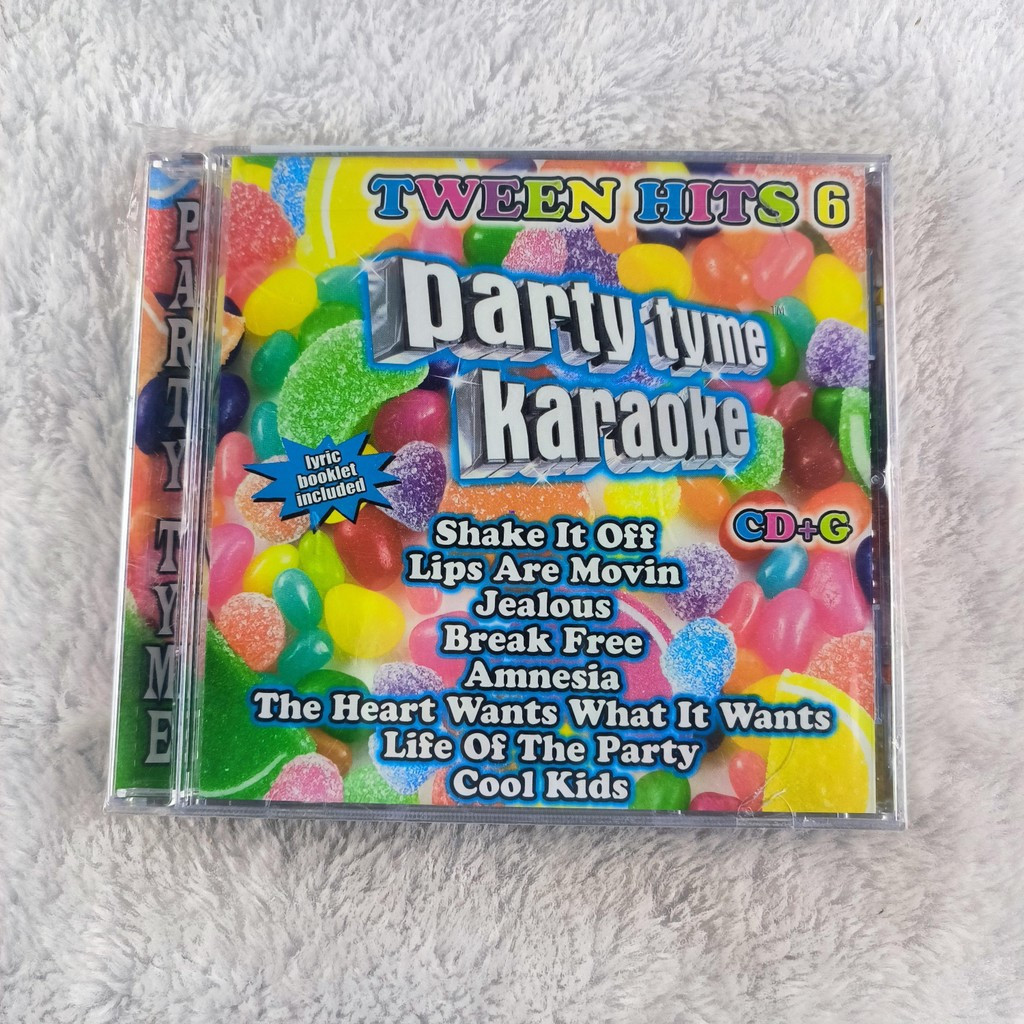 PARTY TYME
TWEEN HITS 6
party tyme™
karaoke
lyric
booklet
included
CD+G
Shake It Off
Lips Are Movin
Jealous
Break Free
Amnesia
The Heart Wants What It Wants
Life Of The Party
Cool Kids